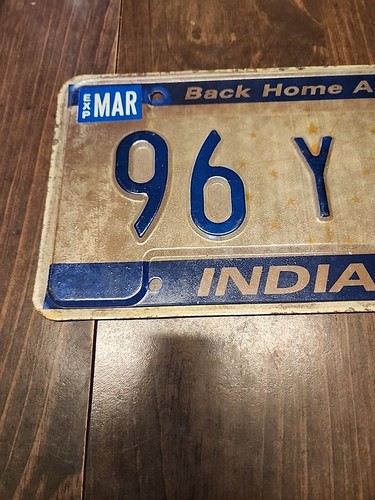 EXP MAR
Back Home A
96 Y
INDIA